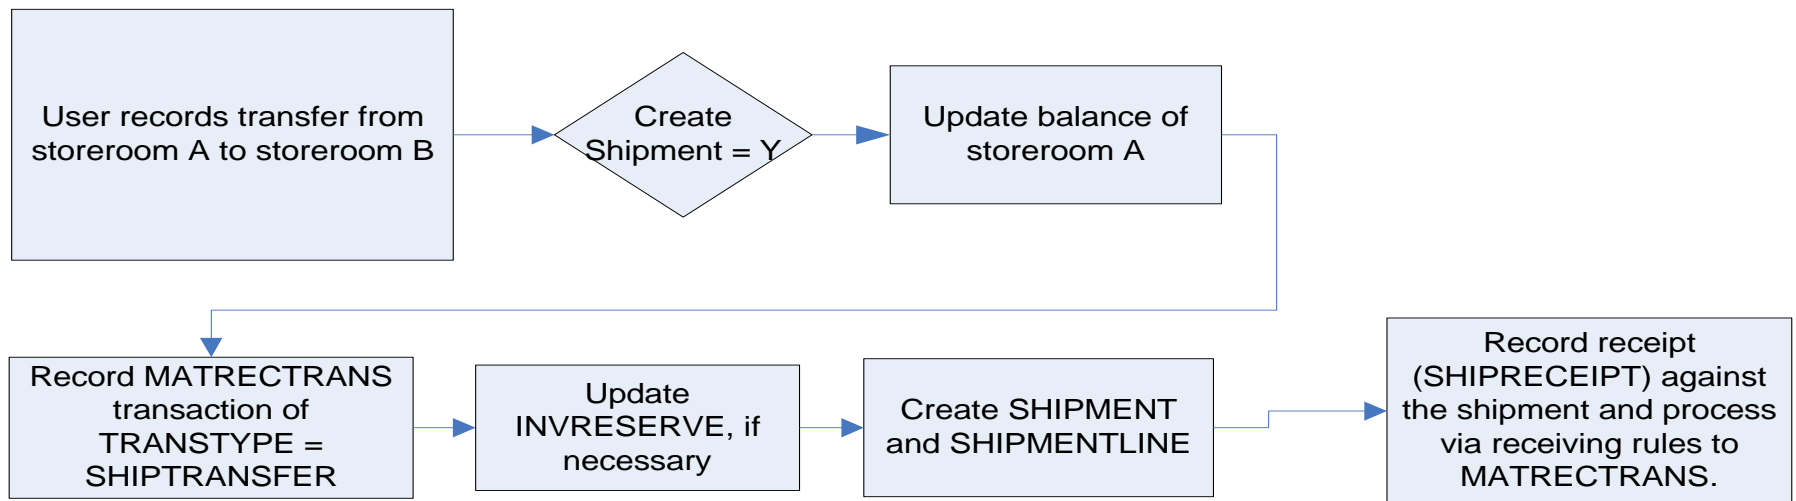 User records transfer from
storeroom A to storeroom B
Create
Shipment = Y
Update balance of
storeroom A
Record MATRECTRANS
transaction of
TRANSTYPE =
SHIPTRANSFER
Update
INVRESERVE, if
necessary
Create SHIPMENT
and SHIPMENTLINE
Record receipt
(SHIPRECEIPT) against
the shipment and process
via receiving rules to
MATRECTRANS.